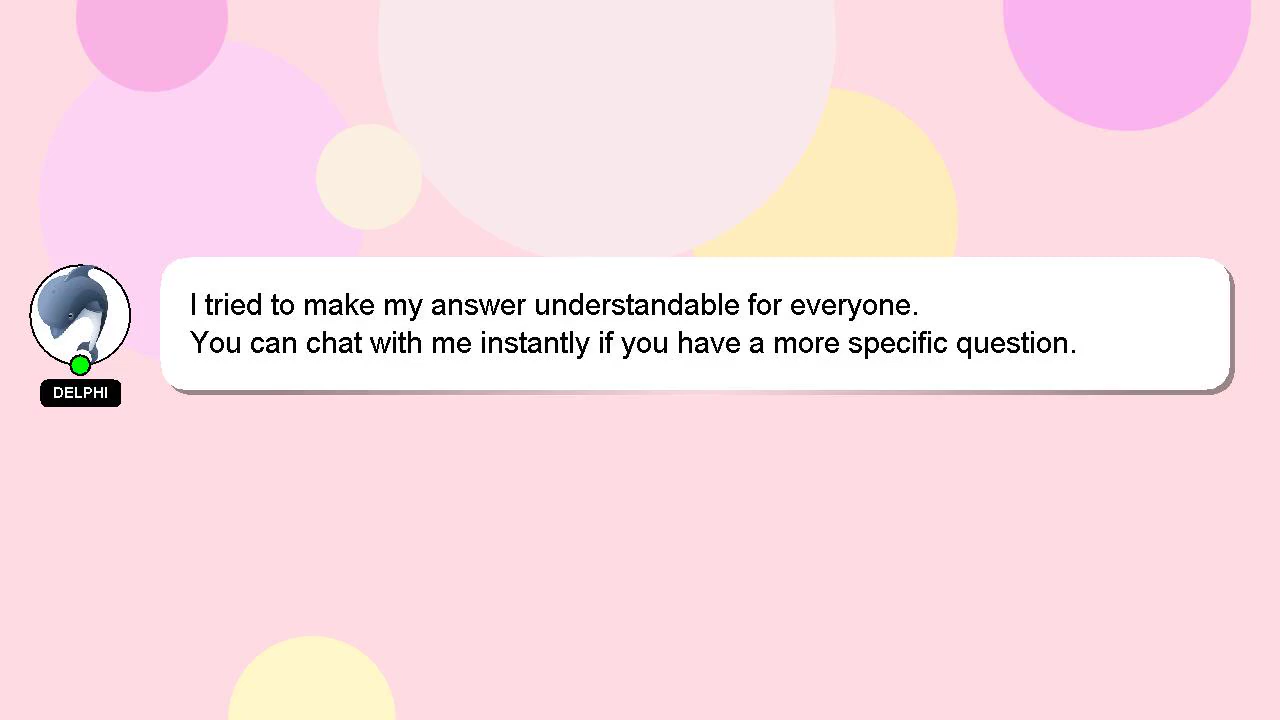 I tried to make my answer understandable for everyone.
You can chat with me instantly if you have a more specific question.
DELPHI